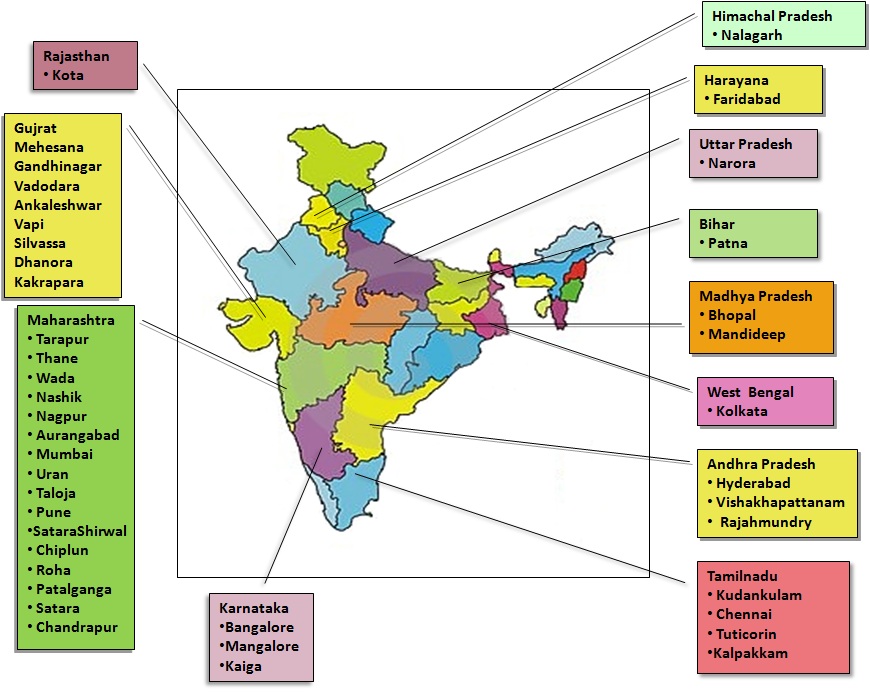 Rajasthan
• Kota
Gujrat
Mehesana
Gandhinagar
Vadodara
Ankaleshwar
Vapi
Silvassa
Dhanora
Kakrapara
Maharashtra
• Tarapur
• Thane
• Wada
• Nashik
• Nagpur
• Aurangabad
• Mumbai
• Uran
• Taloja
• Pune
•SataraShirwal
• Chiplun
• Roha
• Patalganga
• Satara
• Chandrapur
Karnataka
•Bangalore
•Mangalore
•Kaiga
Himachal Pradesh
• Nalagarh
Harayana
• Faridabad
Uttar Pradesh
• Narora
Bihar
• Patna
Madhya Pradesh
• Bhopal
• Mandideep
West Bengal
• Kolkata
Andhra Pradesh
• Hyderabad
• Vishakhapattanam
• Rajahmundry
Tamilnadu
• Kudankulam
• Chennai
• Tuticorin
•Kalpakkam